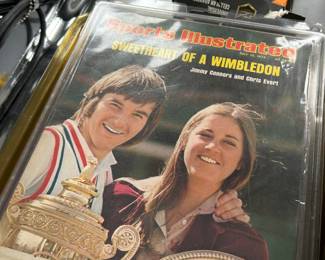 Sports Illustrated
SWEETHEART OF A WIMBLEDON
Jimmy Connors and Chris Evert